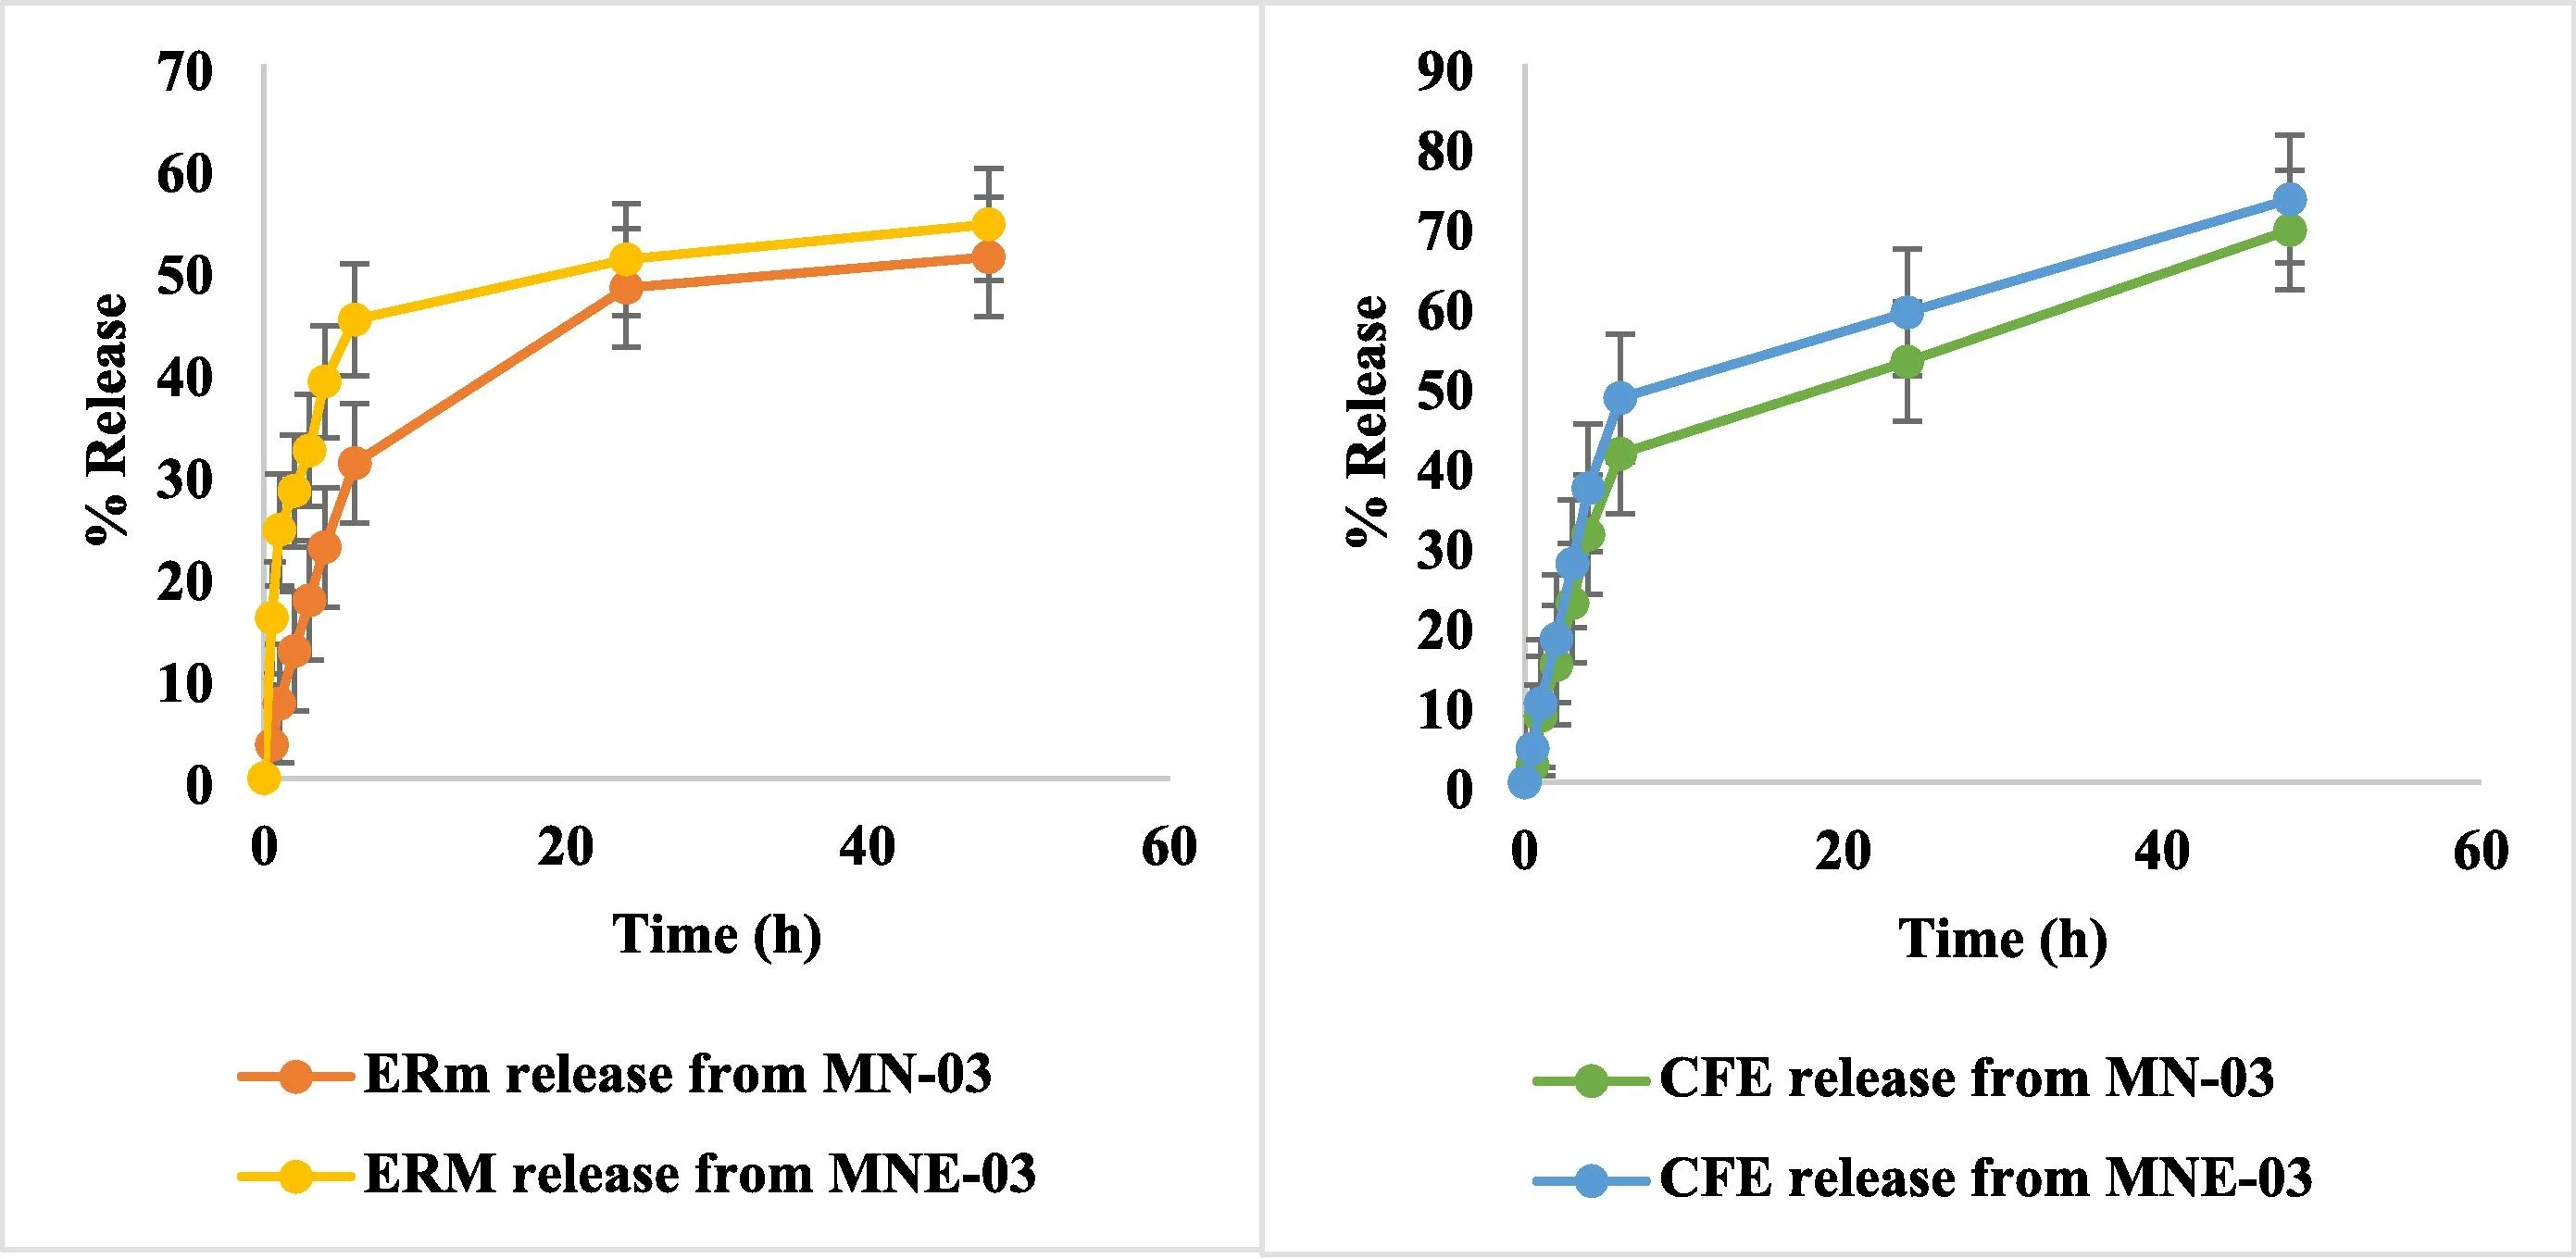 70
60
50
40
30
20
10
0
% Release
0 20 40 60
Time (h)
ERm release from MN-03
ERM release from MNE-03
90
80
70
60
50
40
30
20
10
0
% Release
0 20 40 60
Time (h)
CFE release from MN-03
CFE release from MNE-03